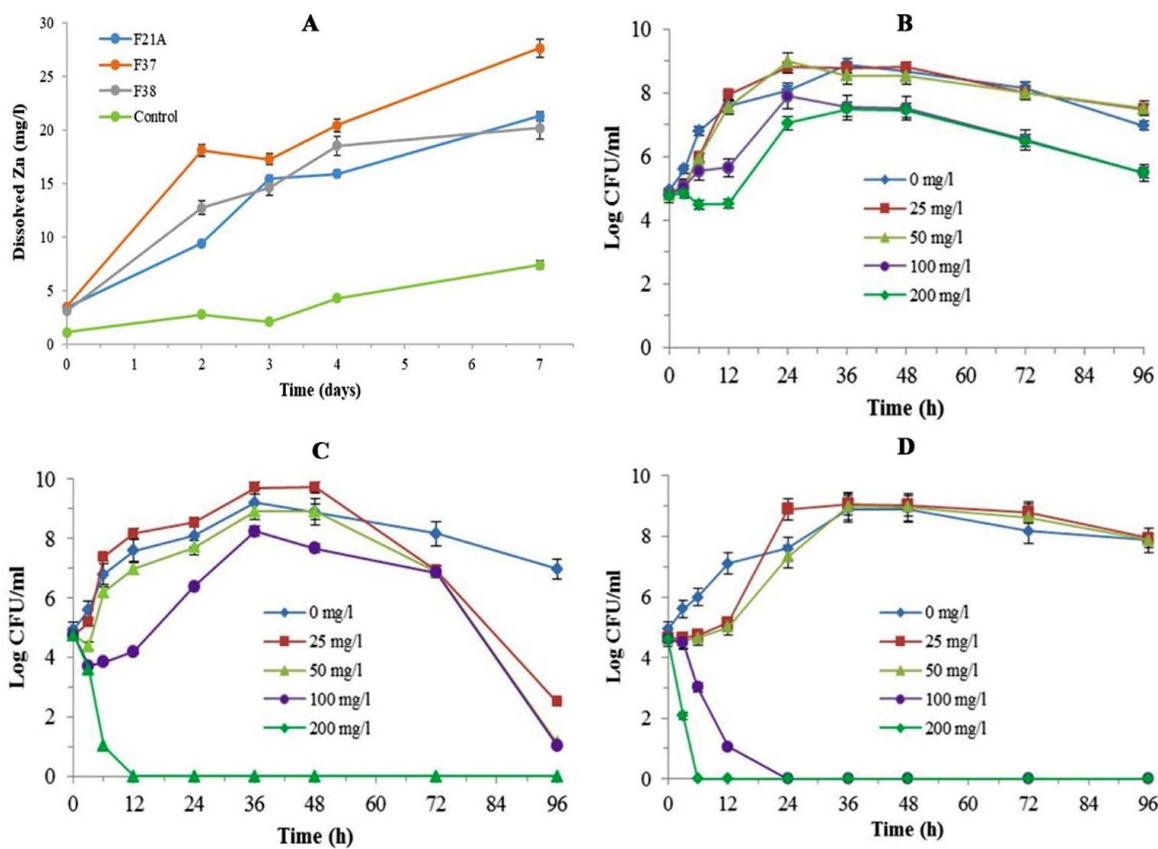 A
30
25
20
15
10
5
0
Dissolved Zn (mg/l)
F21A
F37
F38
Control
0
1
2
3
4
5
6
7
Time (days)
B
10
8
6
4
2
0
Log CFU/ml
0 mg/l
25 mg/l
50 mg/l
100 mg/l
200 mg/l
0 12 24 36 48 60 72 84 96
Time (h)
C
10
8
6
4
2
0
Log CFU/ml
0 mg/l
25 mg/l
50 mg/l
100 mg/l
200 mg/l
0 12 24 36 48 60 72 84 96
Time (h)
D
10
8
6
4
2
0
Log CFU/ml
0 mg/l
25 mg/l
50 mg/l
100 mg/l
200 mg/l
0 12 24 36 48 60 72 84 96
Time (h)